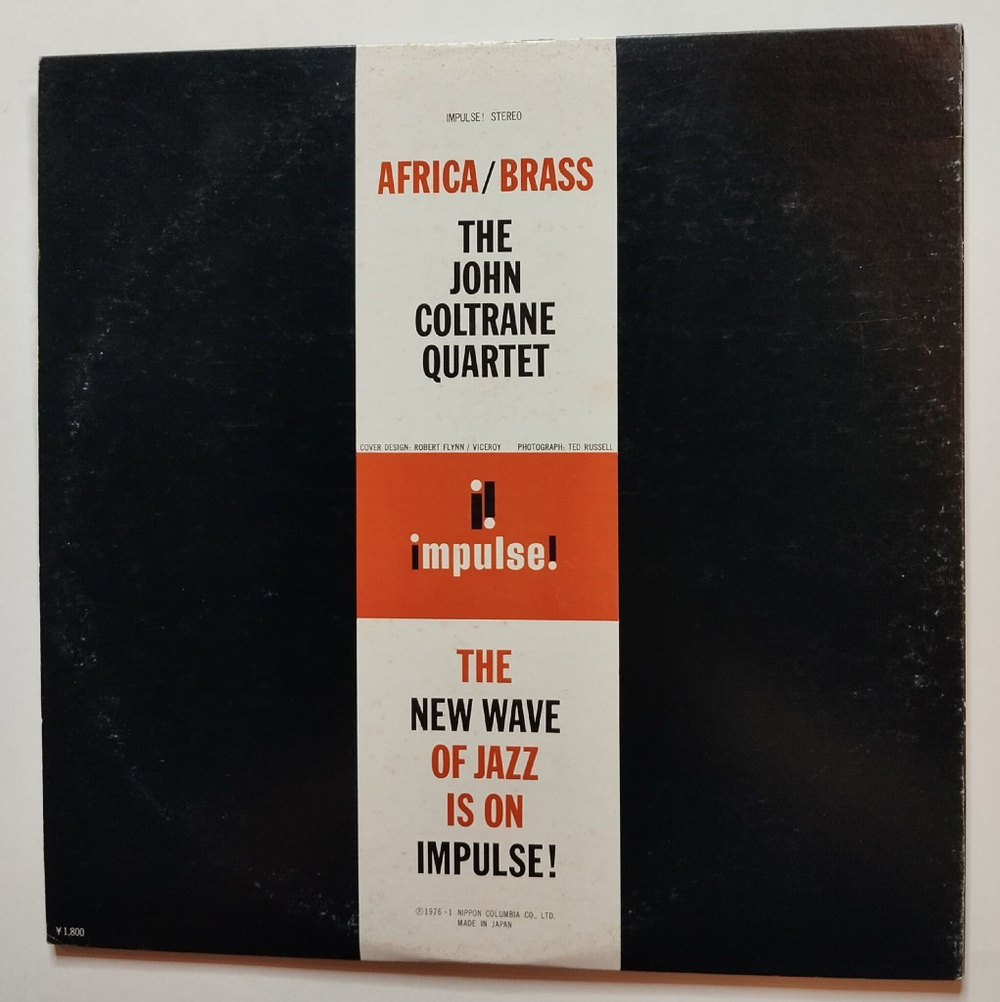 IMPULSE! STEREO
AFRICA/BRASS
THE
JOHN
COLTRANE
QUARTET
COVER DESIGN: ROBERT FLYNN / VICEROY PHOTOGRAPH: TED RUSSELL
i!
impulse!
THE
NEW WAVE
OF JAZZ
IS ON
IMPULSE!
Ⓟ1976-1 NIPPON COLUMBIA CO., LTD.
MADE IN JAPAN
¥1,800